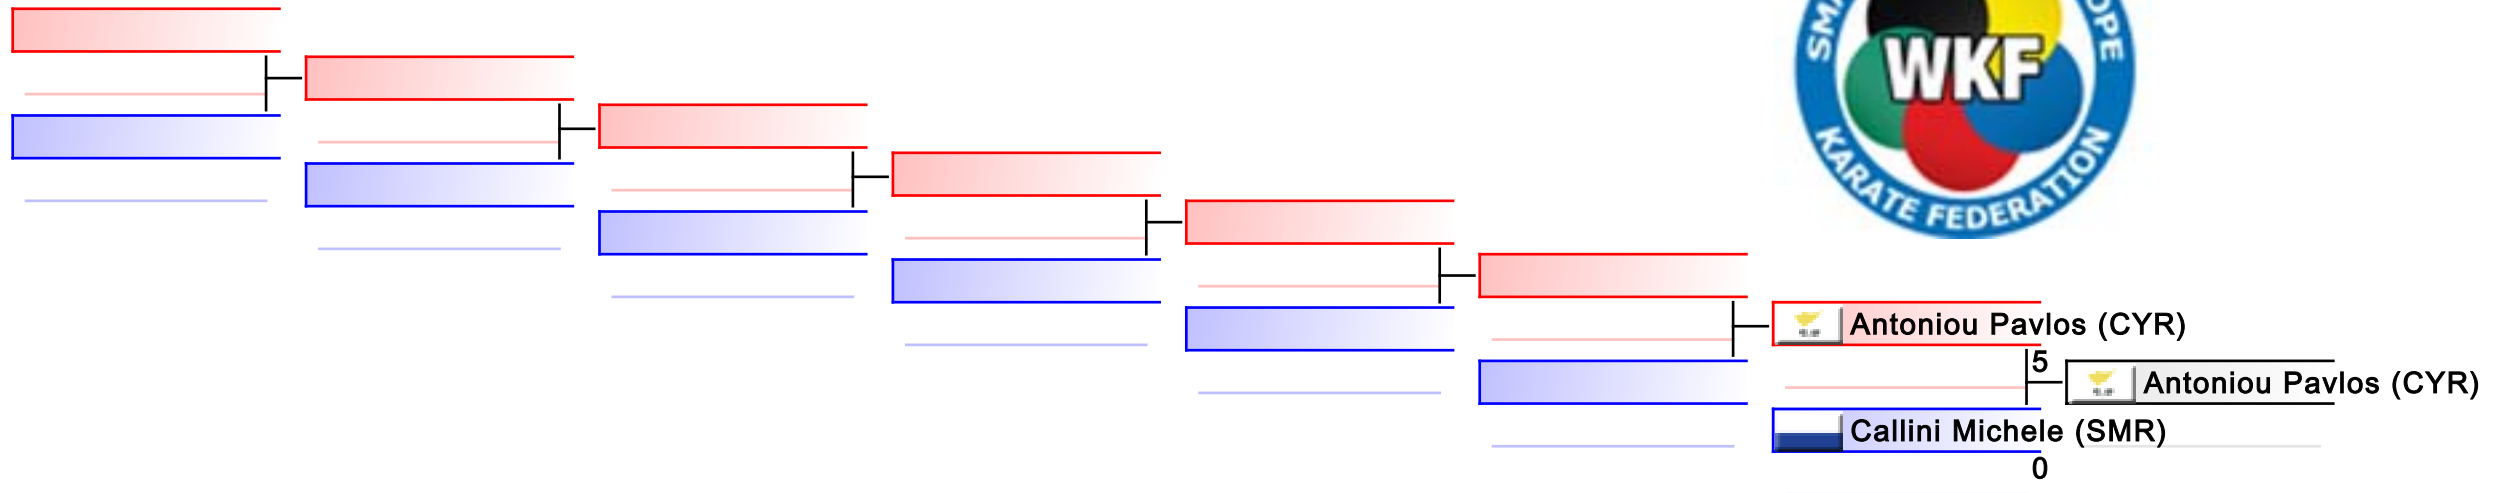 WKF
KARATE FEDERATION
Antoniou Pavlos (CYR)
5
Antoniou Pavlos (CYR)
Callini Michele (SMR)
0